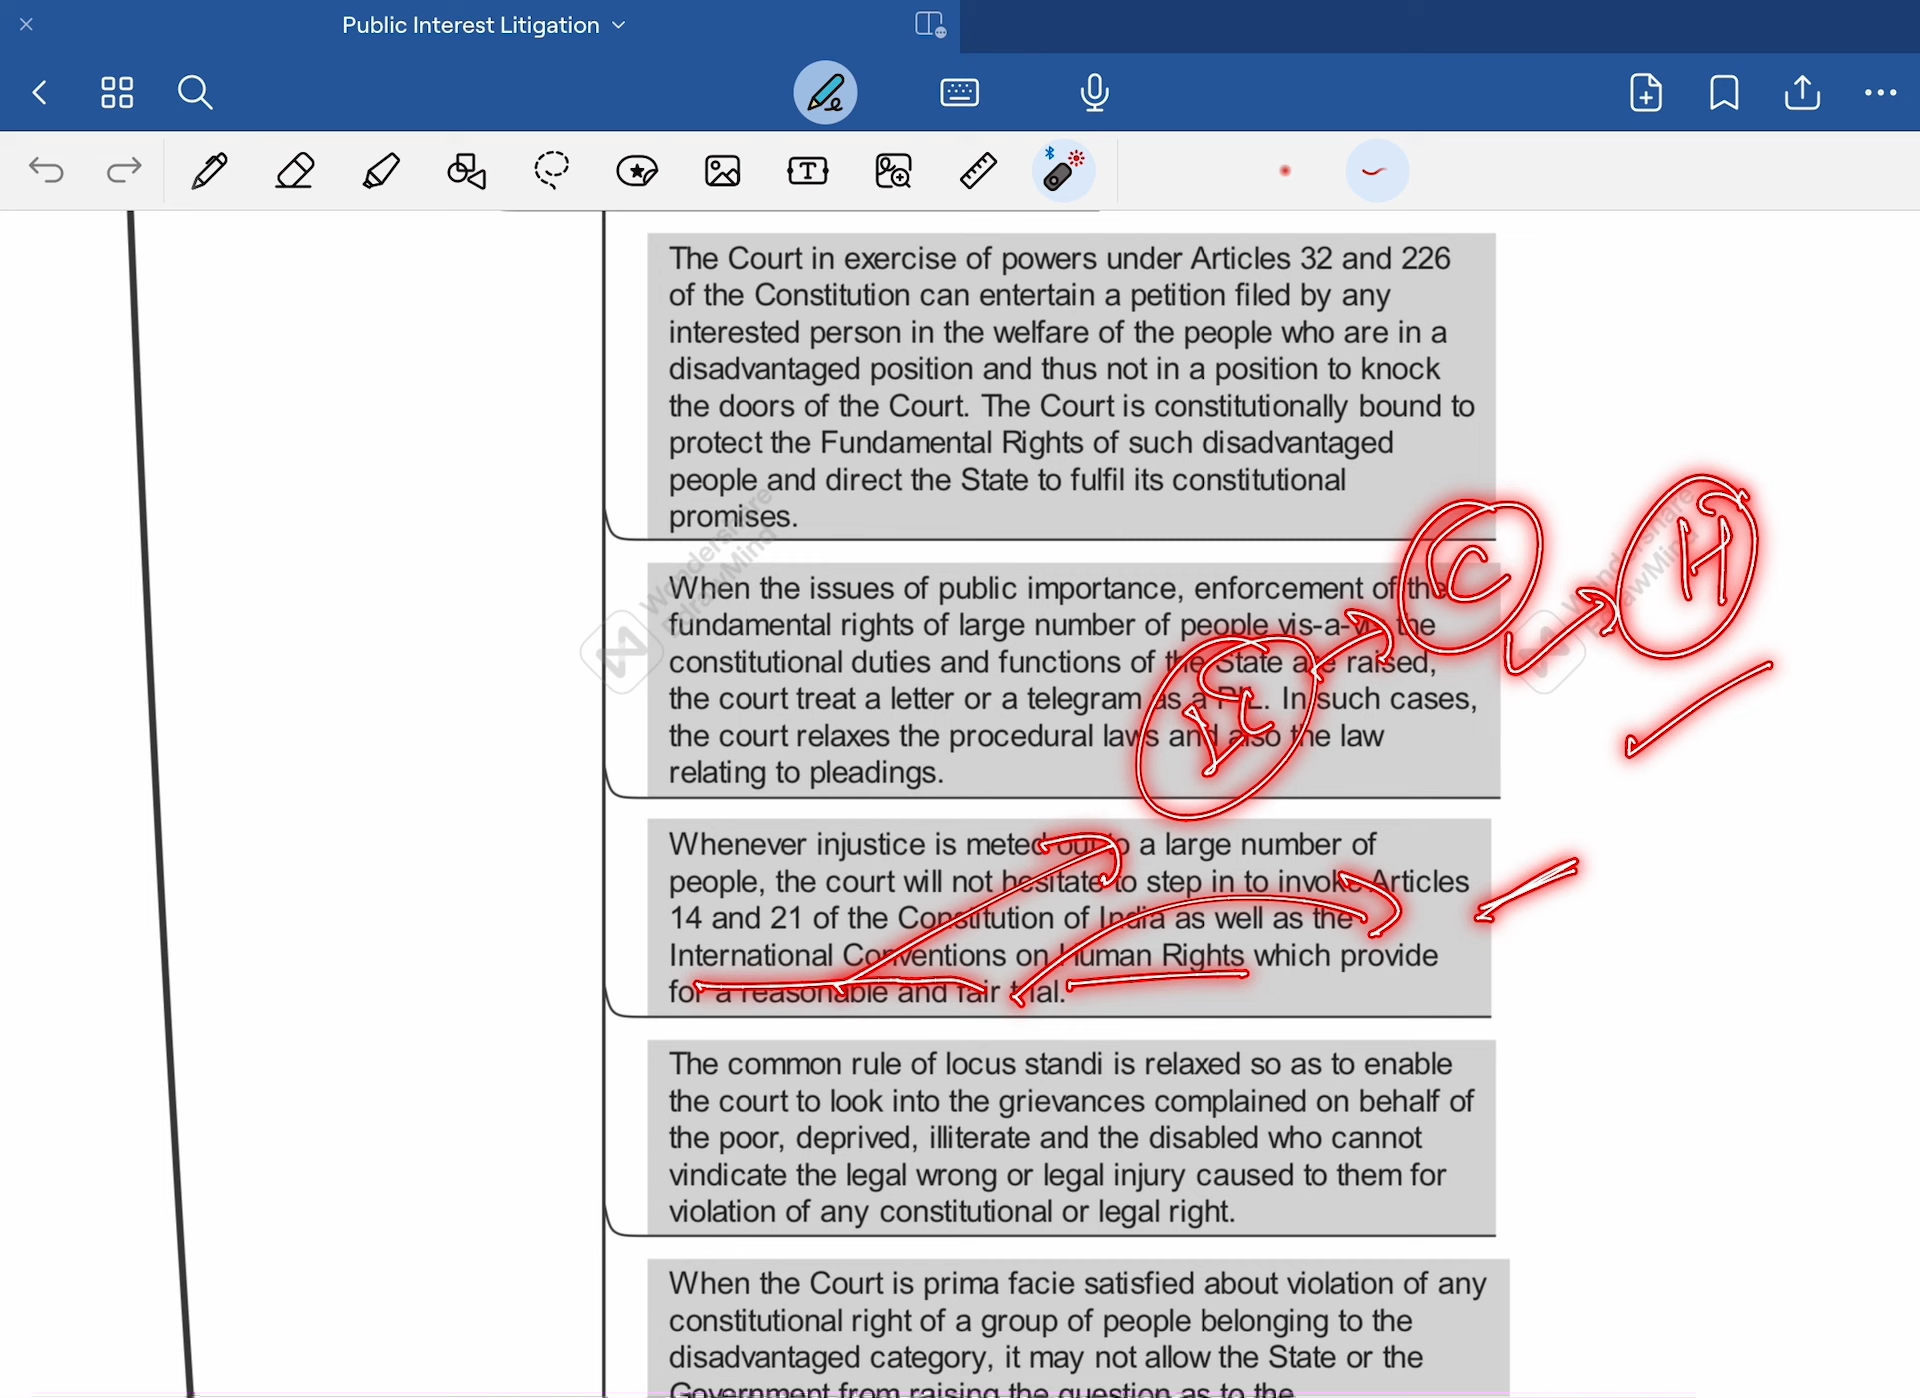 Public Interest Litigation
The Court in exercise of powers under Articles 32 and 226
of the Constitution can entertain a petition filed by any
interested person in the welfare of the people who are in a
disadvantaged position and thus not in a position to knock
the doors of the Court. The Court is constitutionally bound to
protect the Fundamental Rights of such disadvantaged
people and direct the State to fulfil its constitutional
promises.
When the issues of public importance, enforcement of the
fundamental rights of large number of people vis-a-vis the
constitutional duties and functions of the State are raised,
the court treat a letter or a telegram as a PIL. In such cases,
the court relaxes the procedural laws and also the law
relating to pleadings.
Whenever injustice is meted out to a large number of
people, the court will not hesitate to step in to invoke Articles
14 and 21 of the Constitution of India as well as the
International Conventions on Human Rights which provide
for a reasonable and fair trial.
The common rule of locus standi is relaxed so as to enable
the court to look into the grievances complained on behalf of
the poor, deprived, illiterate and the disabled who cannot
vindicate the legal wrong or legal injury caused to them for
violation of any constitutional or legal right.
When the Court is prima facie satisfied about violation of any
constitutional right of a group of people belonging to the
disadvantaged category, it may not allow the State or the
Government from raising the question as to the
C
H
Wondershare
EdrawMind